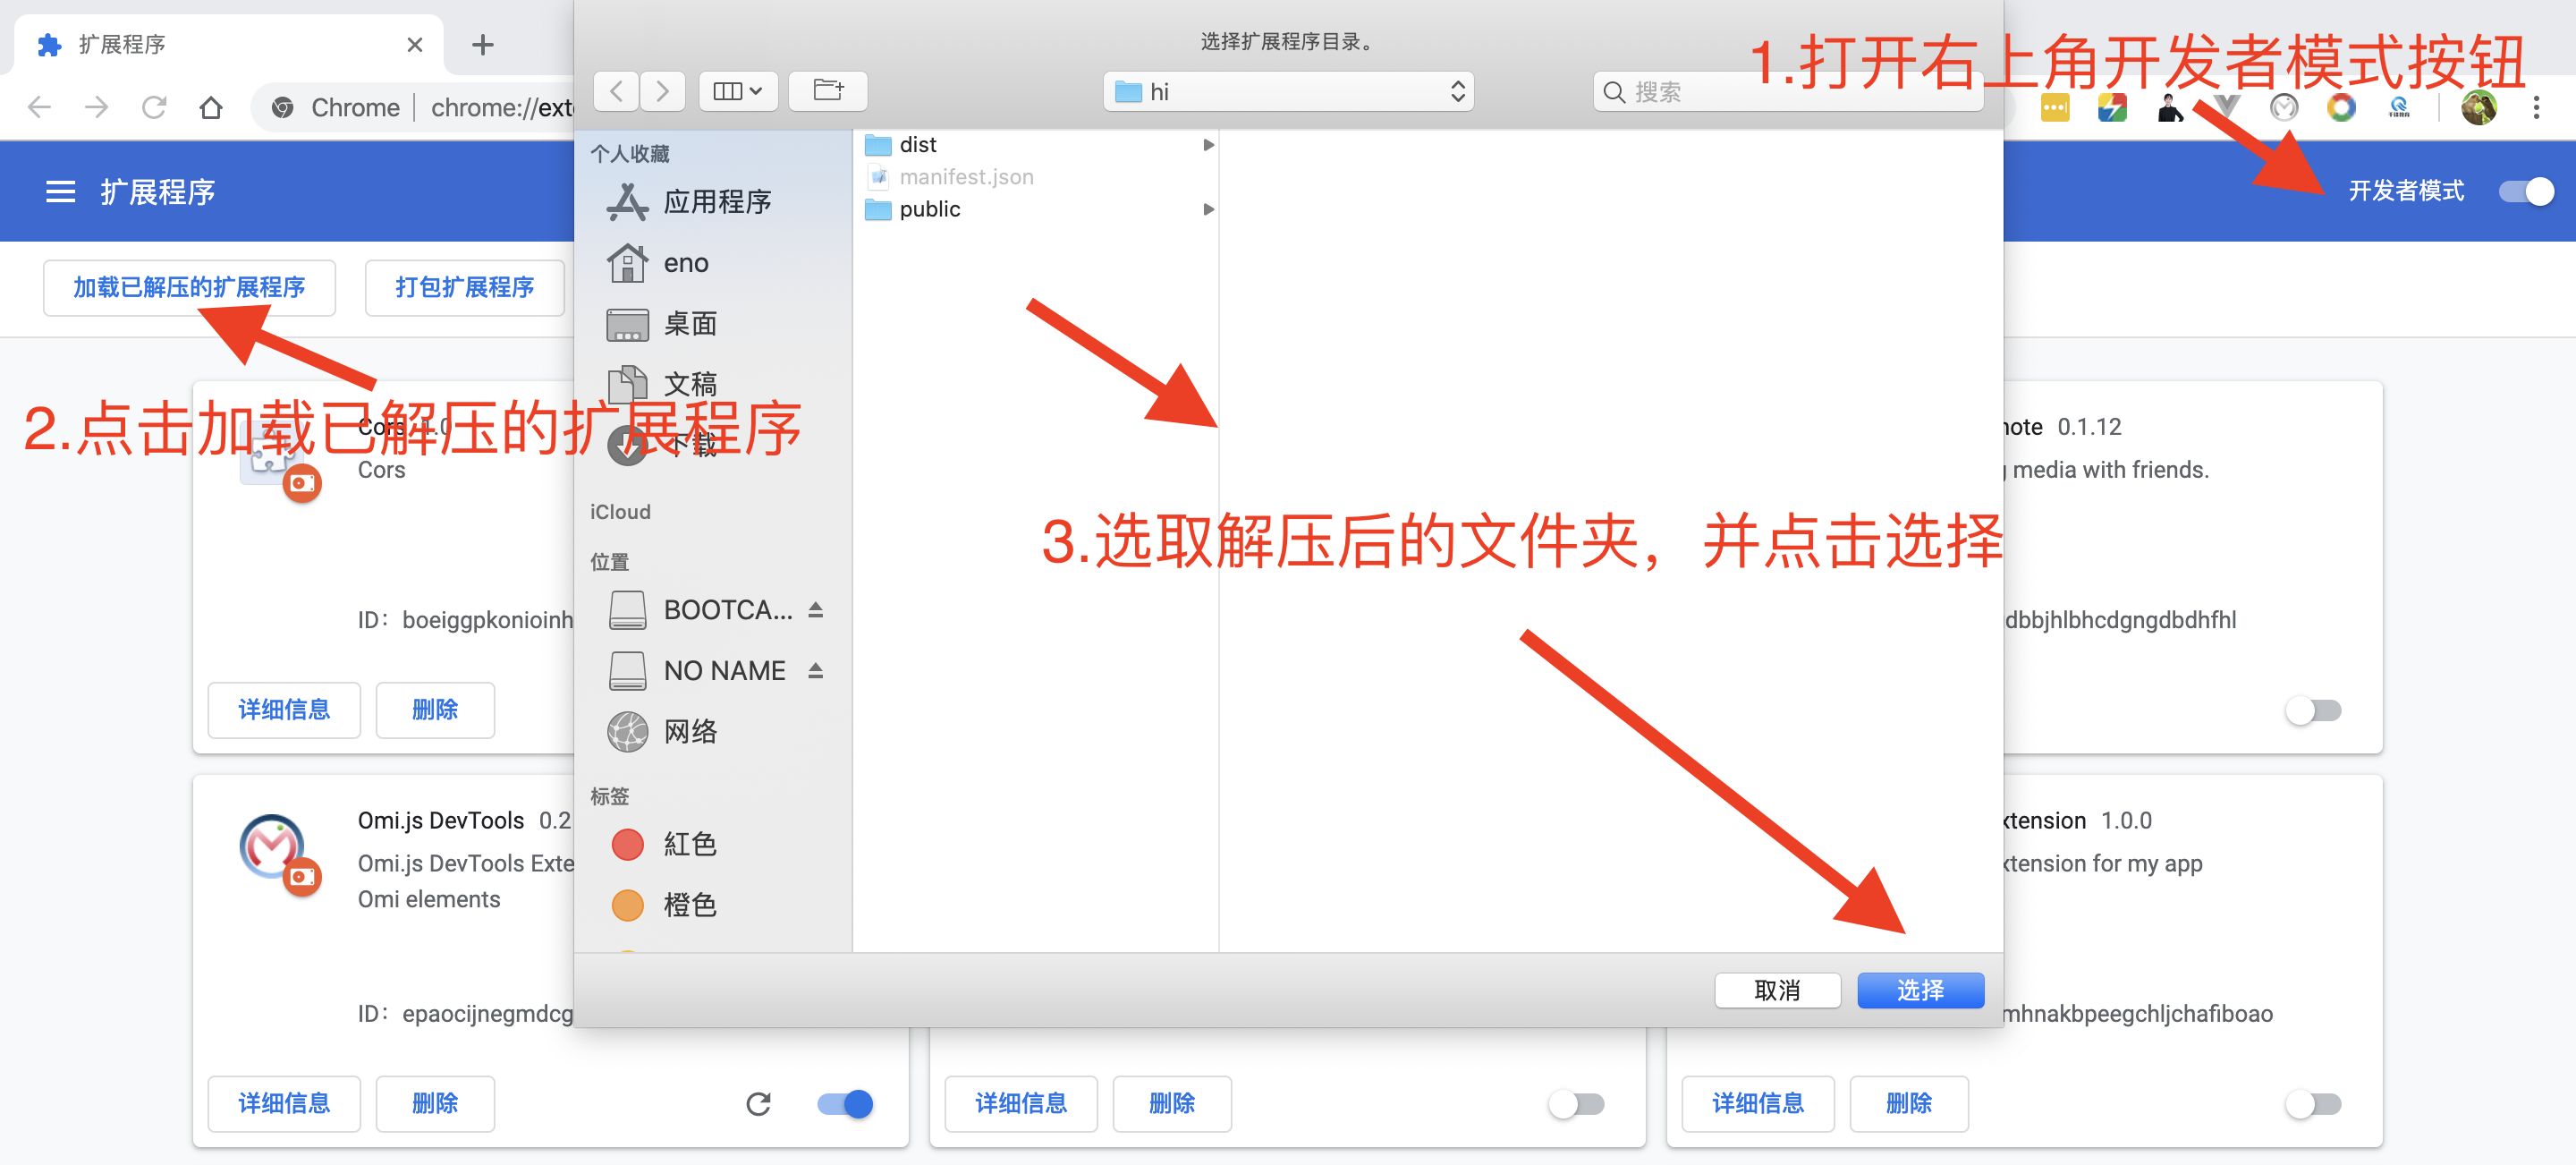 扩展程序
选择扩展程序目录。
1.打开右上角开发者模式按钮
Chrome
chrome://exte
hi
搜索
扩展程序
开发者模式
加载已解压的扩展程序
打包扩展程序
个人收藏
应用程序
eno
桌面
文稿
下载
iCloud
位置
BOOTCA...
NO NAME
网络
标签
紅色
橙色
dist
manifest.json
public
2.点击加载已解压的扩展程序
3.选取解压后的文件夹，并点击选择
Cors 1.0
Cors
ID：boeiggpkonioinh
详细信息
删除
note 0.1.12
g media with friends.
dbbjhlbhcdgngdbdhfhl
Omi.js DevTools 0.2
Omi.js DevTools Exte
Omi elements
ID：epaocijnegmdcg
详细信息
删除
详细信息
删除
xtension 1.0.0
xtension for my app
mhnakbpeegchljchafiboao
详细信息
删除
取消
选择